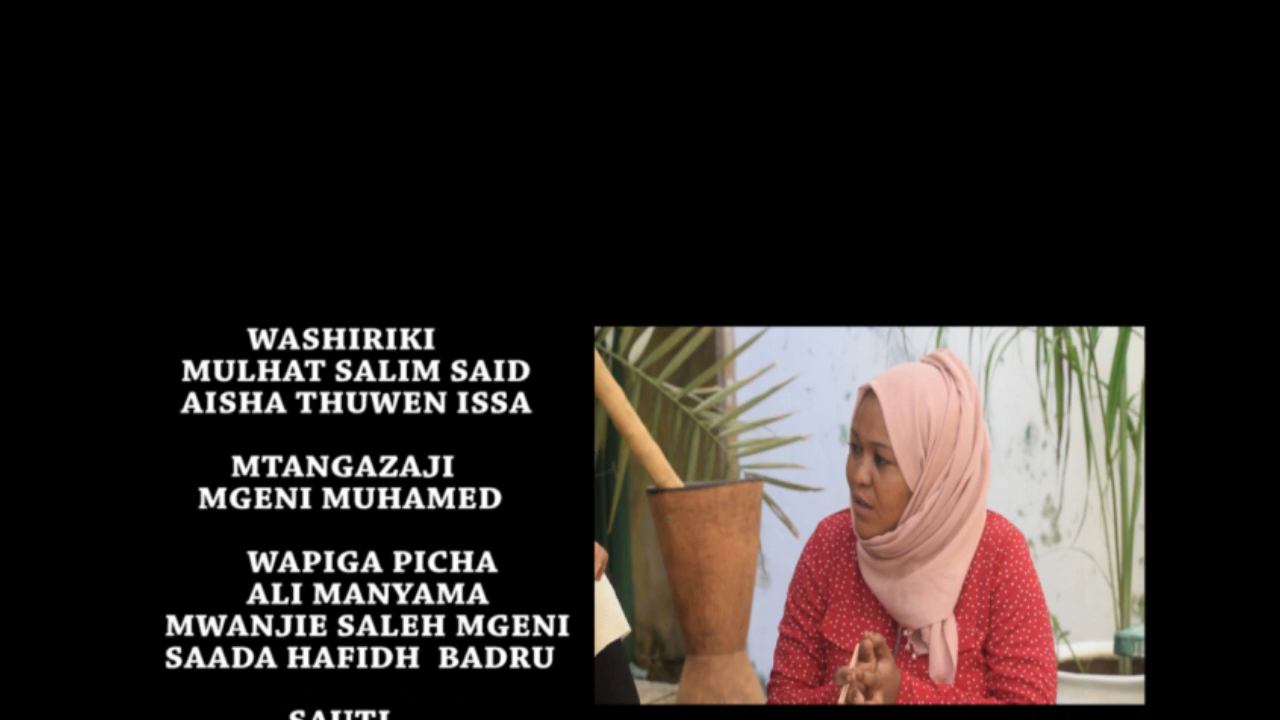 WASHIRIKI
MULHAT SALIM SAID
AISHA THUWEN ISSA
MTANGAZAJI
MGENI MUHAMED
WAPIGA PICHA
ALI MANYAMA
MWANJIE SALEH MGENI
SAADA HAFIDH BADRU
SAUTI